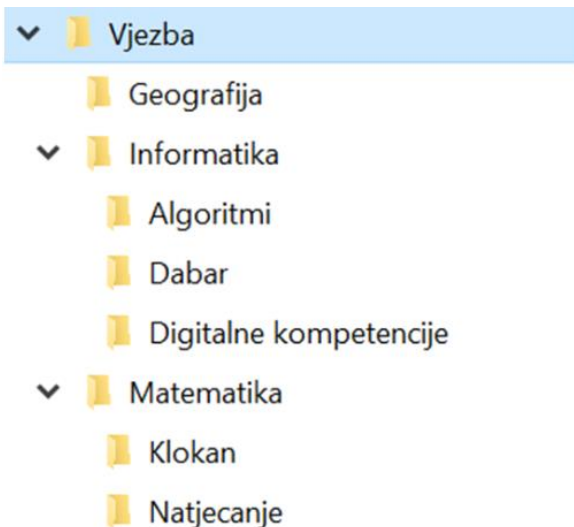 Vjezba
Geografija
Informatika
Algoritmi
Dabar
Digitalne kompetencije
Matematika
Klokan
Natjecanje